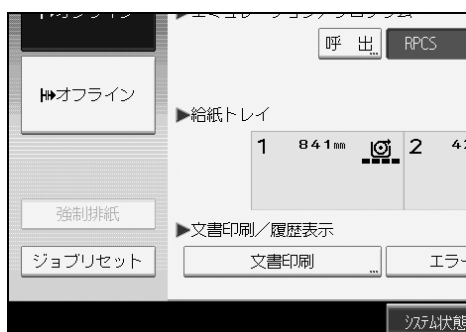 ▶エミュレーション／プログラム
呼 出 RPCS
オフライン
▶給紙トレイ
1 841mm 2 42
強制排紙
▶文書印刷／履歴表示
ジョブリセット 文書印刷 エラー
システム状態